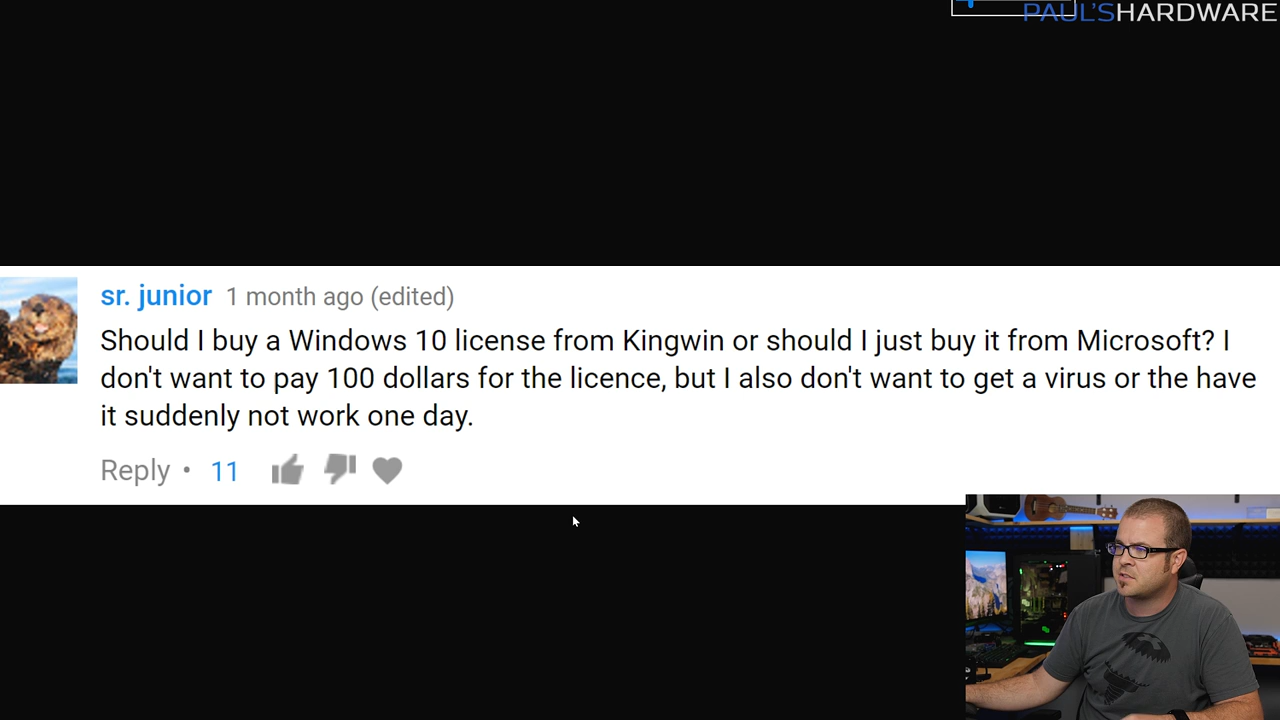 PAUL'SHARDWARE
sr. junior 1 month ago (edited)
Should I buy a Windows 10 license from Kingwin or should I just buy it from Microsoft? I
don't want to pay 100 dollars for the licence, but I also don't want to get a virus or the have
it suddenly not work one day.
Reply • 11